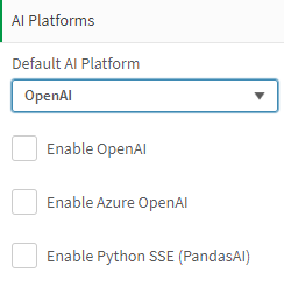 AI Platforms
Default AI Platform
OpenAI
Enable OpenAI
Enable Azure OpenAI
Enable Python SSE (PandasAI)